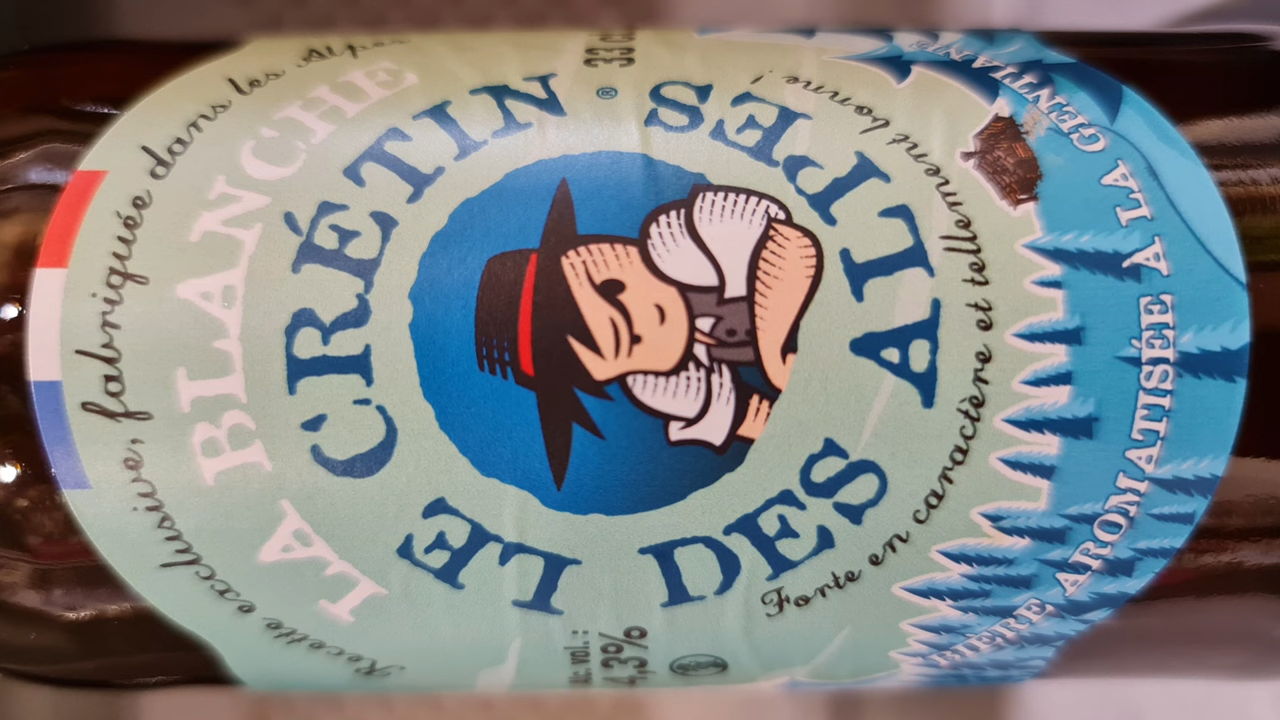 Recette exclusive, fabriquée dans les Alpes
LA BLANCHE
LE CRÉTIN
®
DES ALPES
Alc. vol. :
4,3%
33
Forte en caractère et tellement bonne !
BIÈRE AROMATISÉE À LA GENTIANE